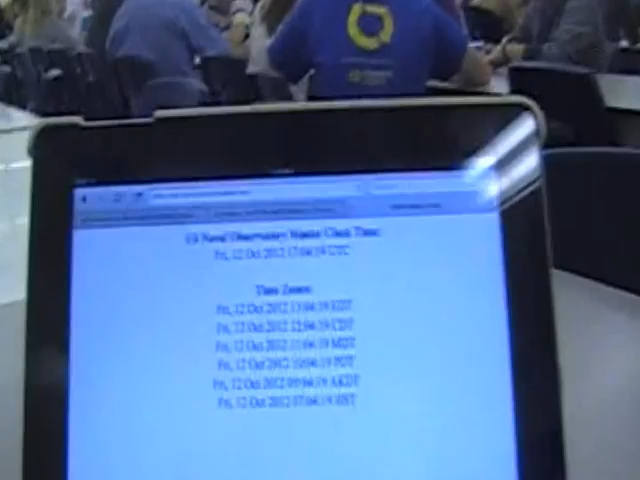 US Naval Observatory Master Clock Time
Fri, 12 Oct 2012 17:04:19 UTC
Time Zones
Fri, 12 Oct 2012 13:04:19 EDT
Fri, 12 Oct 2012 12:04:19 CDT
Fri, 12 Oct 2012 11:04:19 MDT
Fri, 12 Oct 2012 10:04:19 PDT
Fri, 12 Oct 2012 09:04:19 AKDT
Fri, 12 Oct 2012 07:04:19 HST